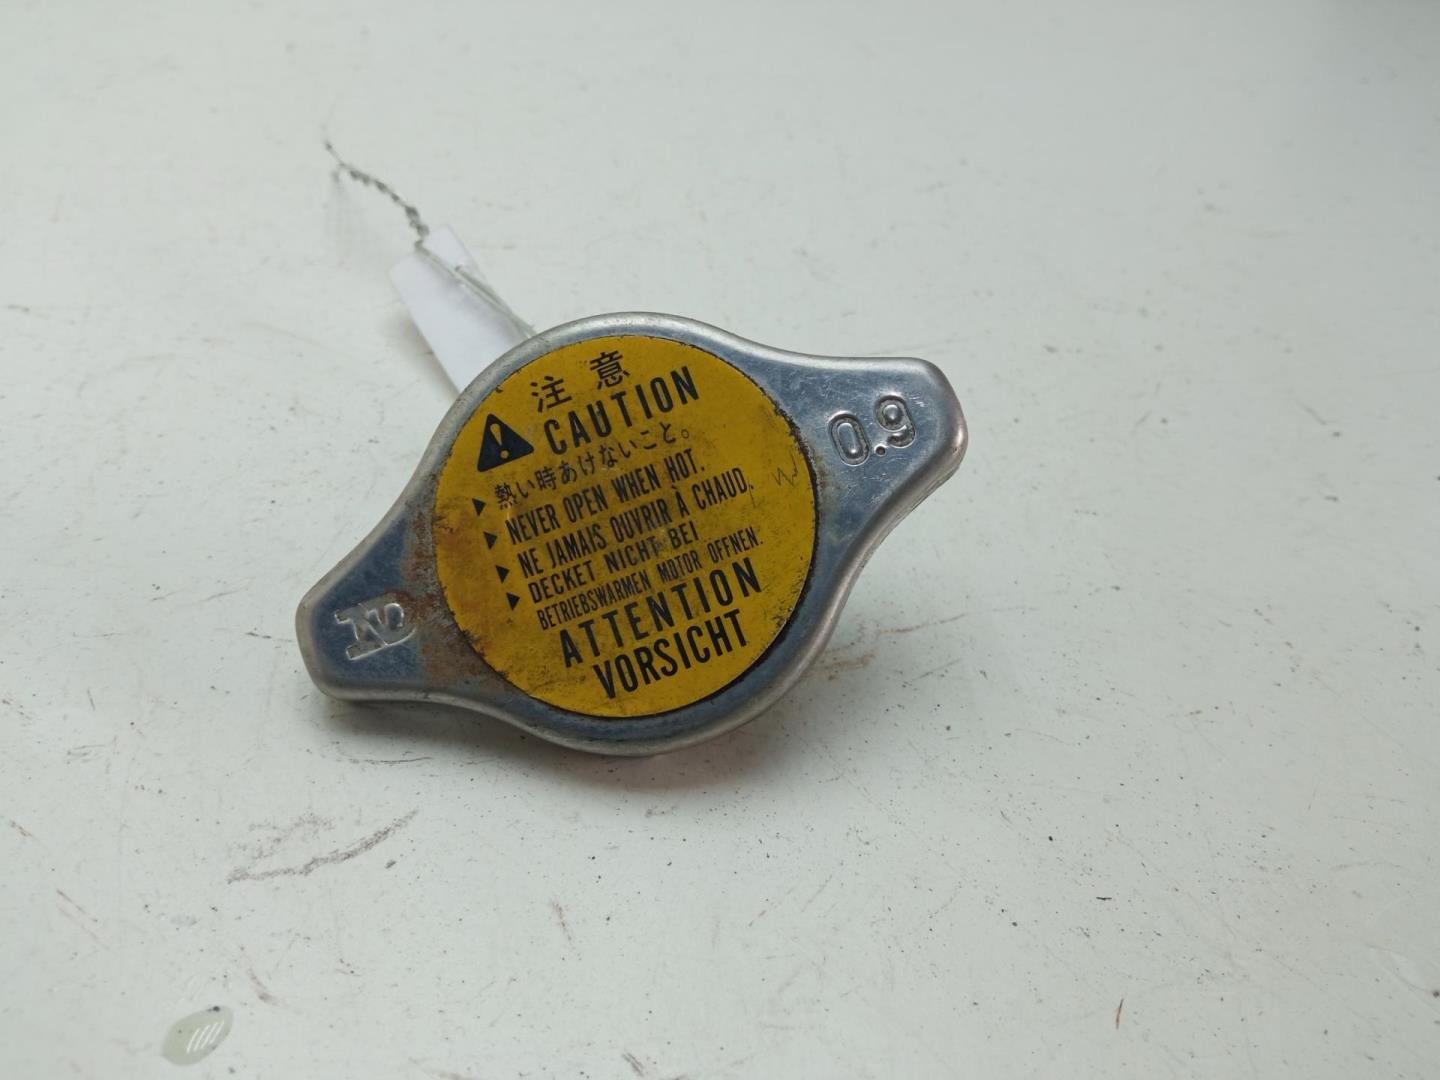 注意
CAUTION
熱い時あけないこと。
NEVER OPEN WHEN HOT.
NE JAMAIS OUVRIR À CHAUD.
DECKET NICHT BEI
BETRIEBSWARMEN MOTOR OFFNEN.
ATTENTION
VORSICHT
0.9
ND